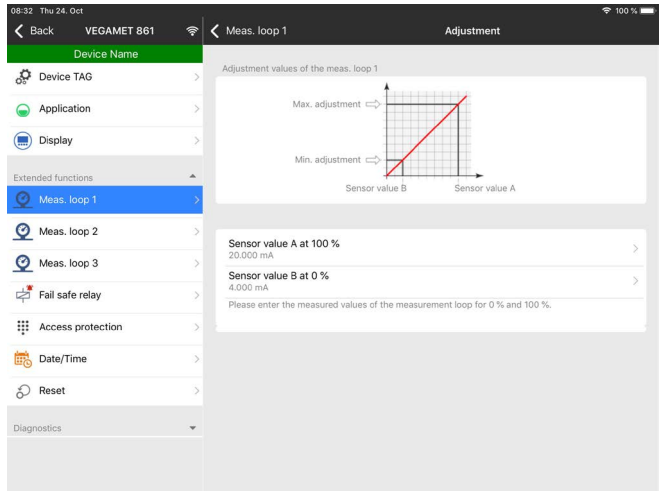 08:32 Thu 24. Oct
100 %
Back
VEGAMET 861
Meas. loop 1
Adjustment
Device Name
Device TAG
Application
Display
Extended functions
Meas. loop 1
Meas. loop 2
Meas. loop 3
Fail safe relay
Access protection
Date/Time
Reset
Diagnostics
Adjustment values of the meas. loop 1
Max. adjustment
Min. adjustment
Sensor value B
Sensor value A
Sensor value A at 100 %
20.000 mA
Sensor value B at 0 %
4.000 mA
Please enter the measured values of the measurement loop for 0 % and 100 %.